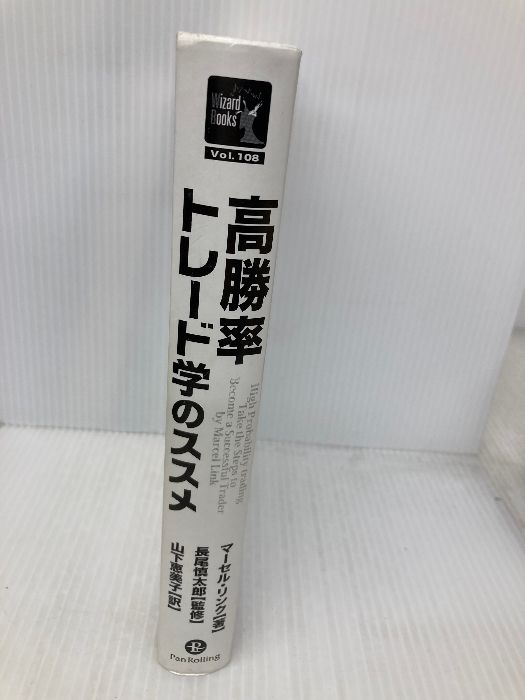 Wizard
Books
Vol.108
高勝率
トレード学のススメ
High Probability trading
Take the Steps to
Become a Successful Trader
by Marcel Link
マーセル・リンク[著]
長尾慎太郎[監修]
山下恵美子[訳]
PanRolling